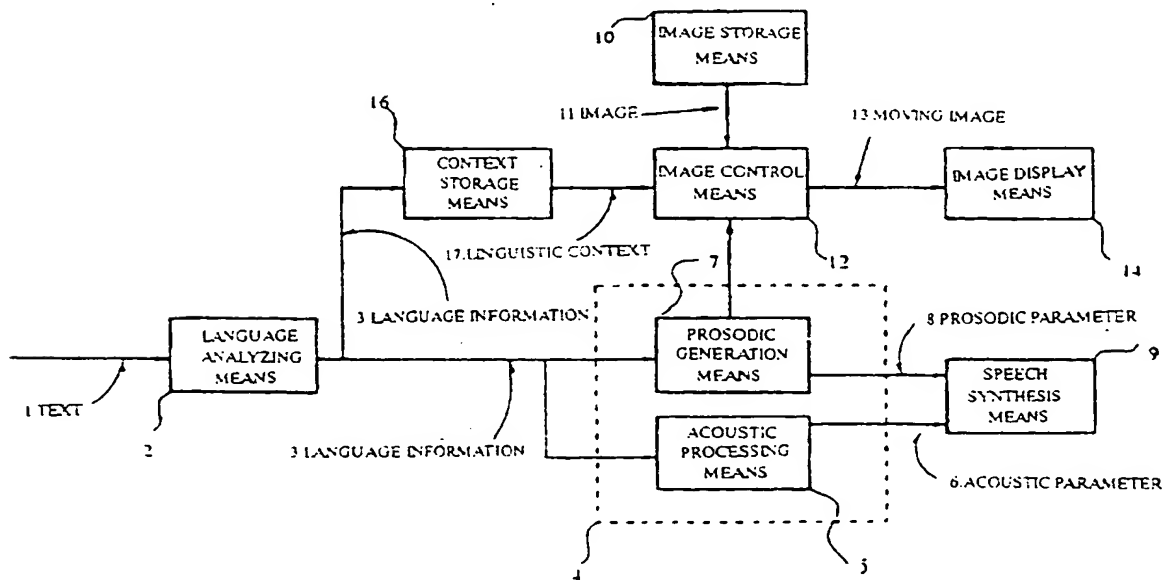 10
IMAGE STORAGE
MEANS
11 IMAGE
13 MOVING IMAGE
16
CONTEXT
STORAGE
MEANS
IMAGE CONTROL
MEANS
IMAGE DISPLAY
MEANS
17.LINGUISTIC CONTEXT
7
12
14
3 LANGUAGE INFORMATION
8 PROSODIC PARAMETER
LANGUAGE
ANALYZING
MEANS
PROSODIC
GENERATION
MEANS
9
SPEECH
SYNTHESIS
MEANS
1 TEXT
2
3 LANGUAGE INFORMATION
ACOUSTIC
PROCESSING
MEANS
6.ACOUSTIC PARAMETER
4
5